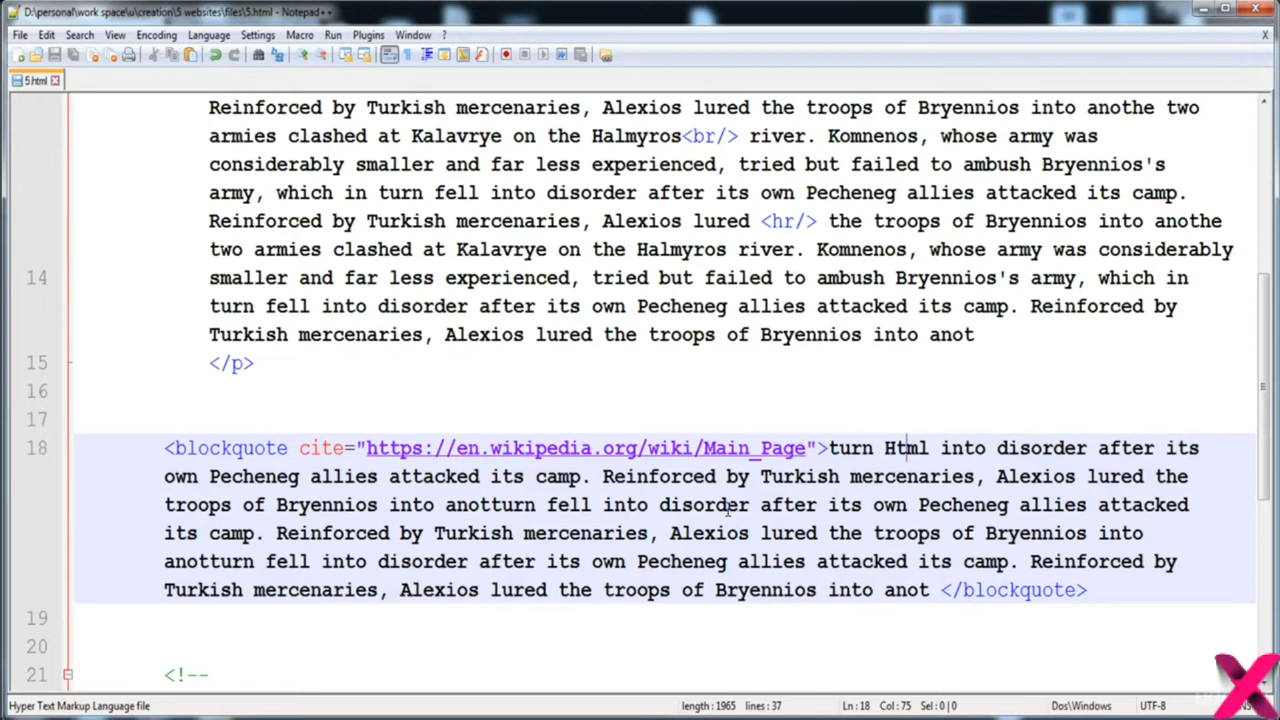 D:\personal\work space\u\creation\5 websites\files\5.html - Notepad++
File Edit Search View Encoding Language Settings Macro Run Plugins Window ? X
5.html
Reinforced by Turkish mercenaries, Alexios lured the troops of Bryennios into anothe two
armies clashed at Kalavrye on the Halmyros<br/> river. Komnenos, whose army was
considerably smaller and far less experienced, tried but failed to ambush Bryennios's
army, which in turn fell into disorder after its own Pecheneg allies attacked its camp.
Reinforced by Turkish mercenaries, Alexios lured <hr/> the troops of Bryennios into anothe
two armies clashed at Kalavrye on the Halmyros river. Komnenos, whose army was considerably
14 smaller and far less experienced, tried but failed to ambush Bryennios's army, which in
turn fell into disorder after its own Pecheneg allies attacked its camp. Reinforced by
Turkish mercenaries, Alexios lured the troops of Bryennios into anot
15 </p>
16
17
18 <blockquote cite="https://en.wikipedia.org/wiki/Main_Page">turn Html into disorder after its
own Pecheneg allies attacked its camp. Reinforced by Turkish mercenaries, Alexios lured the
troops of Bryennios into anotturn fell into disorder after its own Pecheneg allies attacked
its camp. Reinforced by Turkish mercenaries, Alexios lured the troops of Bryennios into
anotturn fell into disorder after its own Pecheneg allies attacked its camp. Reinforced by
Turkish mercenaries, Alexios lured the troops of Bryennios into anot </blockquote>
19
20
21 <!--
Hyper Text Markup Language file length : 1965 lines : 37 Ln : 18 Col : 75 Sel : 0 | 0 Dos\Windows UTF-8